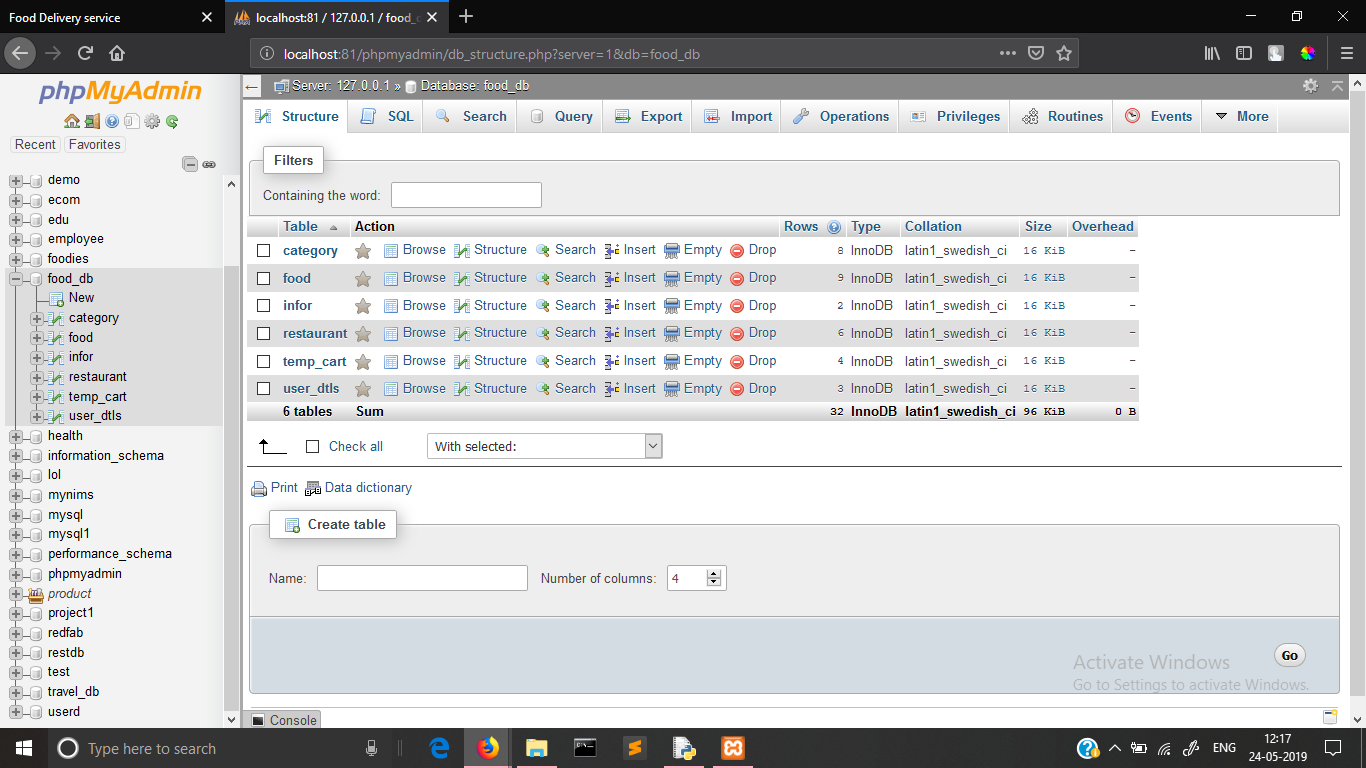 Food Delivery service
localhost:81 / 127.0.0.1 / food_
localhost:81/phpmyadmin/db_structure.php?server=1&db=food_db
phpMyAdmin
Recent Favorites
demo
ecom
edu
employee
foodies
food_db
New
category
food
infor
restaurant
temp_cart
user_dtls
health
information_schema
lol
mynims
mysql
mysql1
performance_schema
phpmyadmin
product
project1
redfab
restdb
test
travel_db
userd
Server: 127.0.0.1 » Database: food_db
Structure SQL Search Query Export Import Operations Privileges Routines Events More
Filters
Containing the word:
Table Action Rows Type Collation Size Overhead
category Browse Structure Search Insert Empty Drop 8 InnoDB latin1_swedish_ci 16 KiB -
food Browse Structure Search Insert Empty Drop 9 InnoDB latin1_swedish_ci 16 KiB -
infor Browse Structure Search Insert Empty Drop 2 InnoDB latin1_swedish_ci 16 KiB -
restaurant Browse Structure Search Insert Empty Drop 6 InnoDB latin1_swedish_ci 16 KiB -
temp_cart Browse Structure Search Insert Empty Drop 4 InnoDB latin1_swedish_ci 16 KiB -
user_dtls Browse Structure Search Insert Empty Drop 3 InnoDB latin1_swedish_ci 16 KiB -
6 tables Sum 32 InnoDB latin1_swedish_ci 96 KiB 0 B
Check all With selected:
Print Data dictionary
Create table
Name: Number of columns: 4
Go
Activate Windows
Go to Settings to activate Windows.
Console
Type here to search
ENG
12:17
24-05-2019